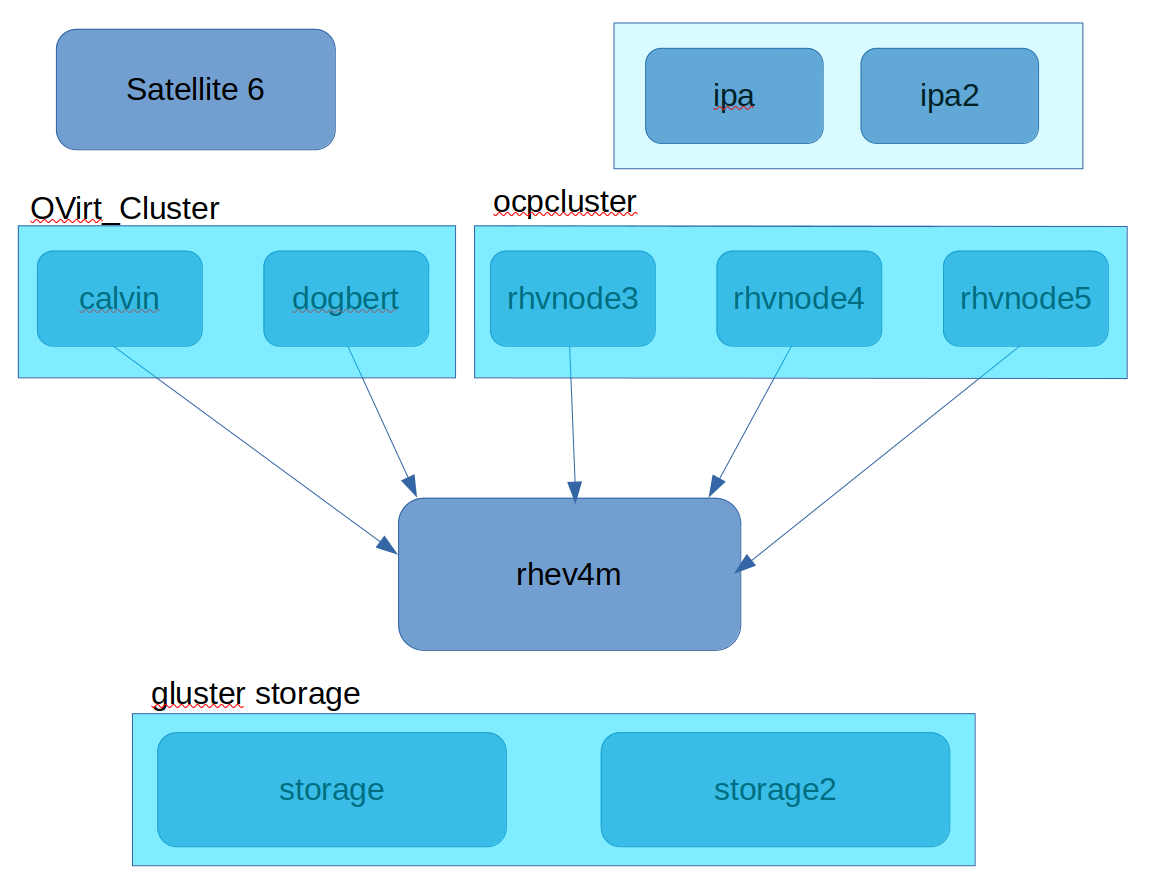 Satellite 6
ipa
ipa2
OVirt_Cluster
ocpcluster
calvin
dogbert
rhvnode3
rhvnode4
rhvnode5
rhev4m
gluster storage
storage
storage2